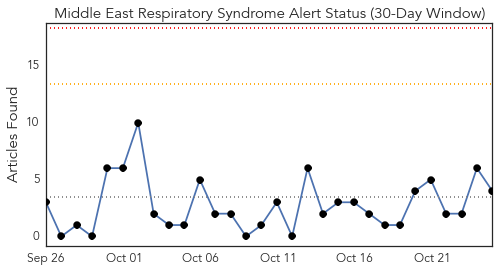 Middle East Respiratory Syndrome Alert Status (30-Day Window)
Articles Found
15
10
5
0
Sep 26 Oct 01 Oct 06 Oct 11 Oct 16 Oct 21